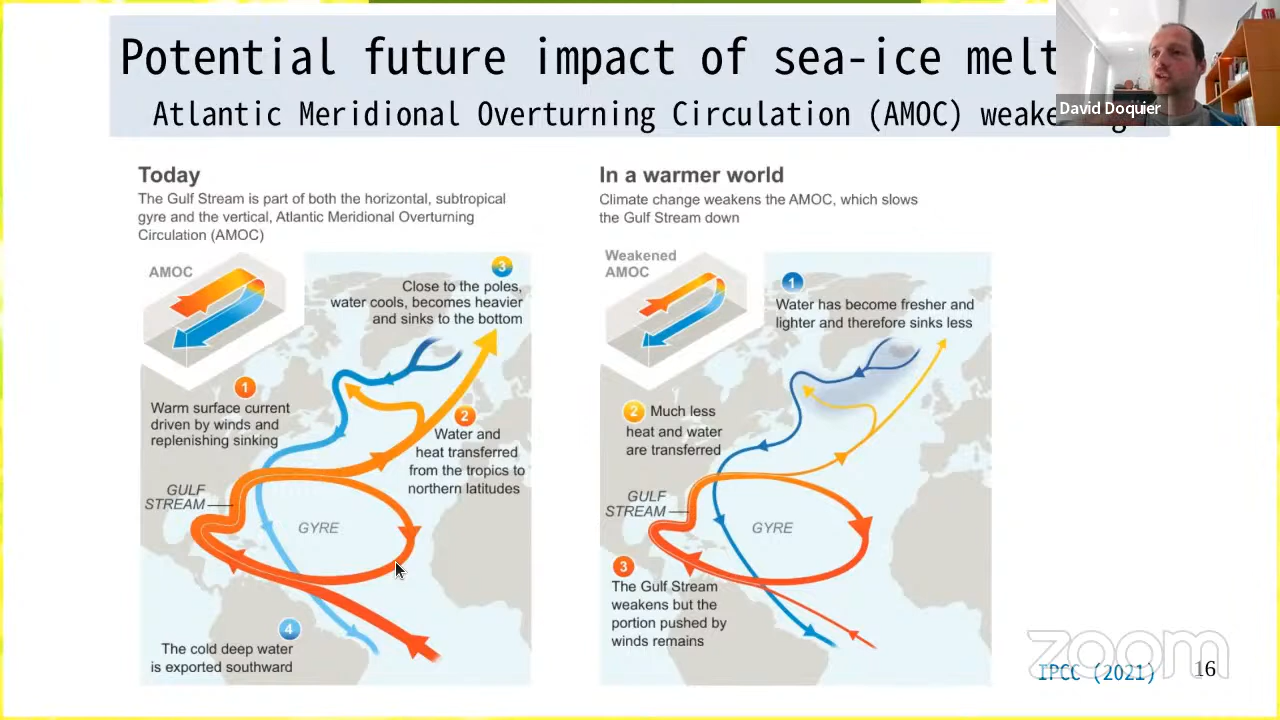 Potential future impact of sea-ice melt
Atlantic Meridional Overturning Circulation (AMOC)
David Doquier
Today
The Gulf Stream is part of both the horizontal, subtropical
gyre and the vertical, Atlantic Meridional Overturning
Circulation (AMOC)
AMOC
3
Close to the poles,
water cools, becomes heavier
and sinks to the bottom
1
Warm surface current
driven by winds and
replenishing sinking
2
Water and
heat transferred
from the tropics to
northern latitudes
GULF
STREAM
GYRE
4
The cold deep water
is exported southward
In a warmer world
Climate change weakens the AMOC, which slows
the Gulf Stream down
Weakened
AMOC
1
Water has become fresher and
lighter and therefore sinks less
2 Much less
heat and water
are transferred
GULF
STREAM
GYRE
3
The Gulf Stream
weakens but the
portion pushed by
winds remains
zoom
IPCC (2021)
16